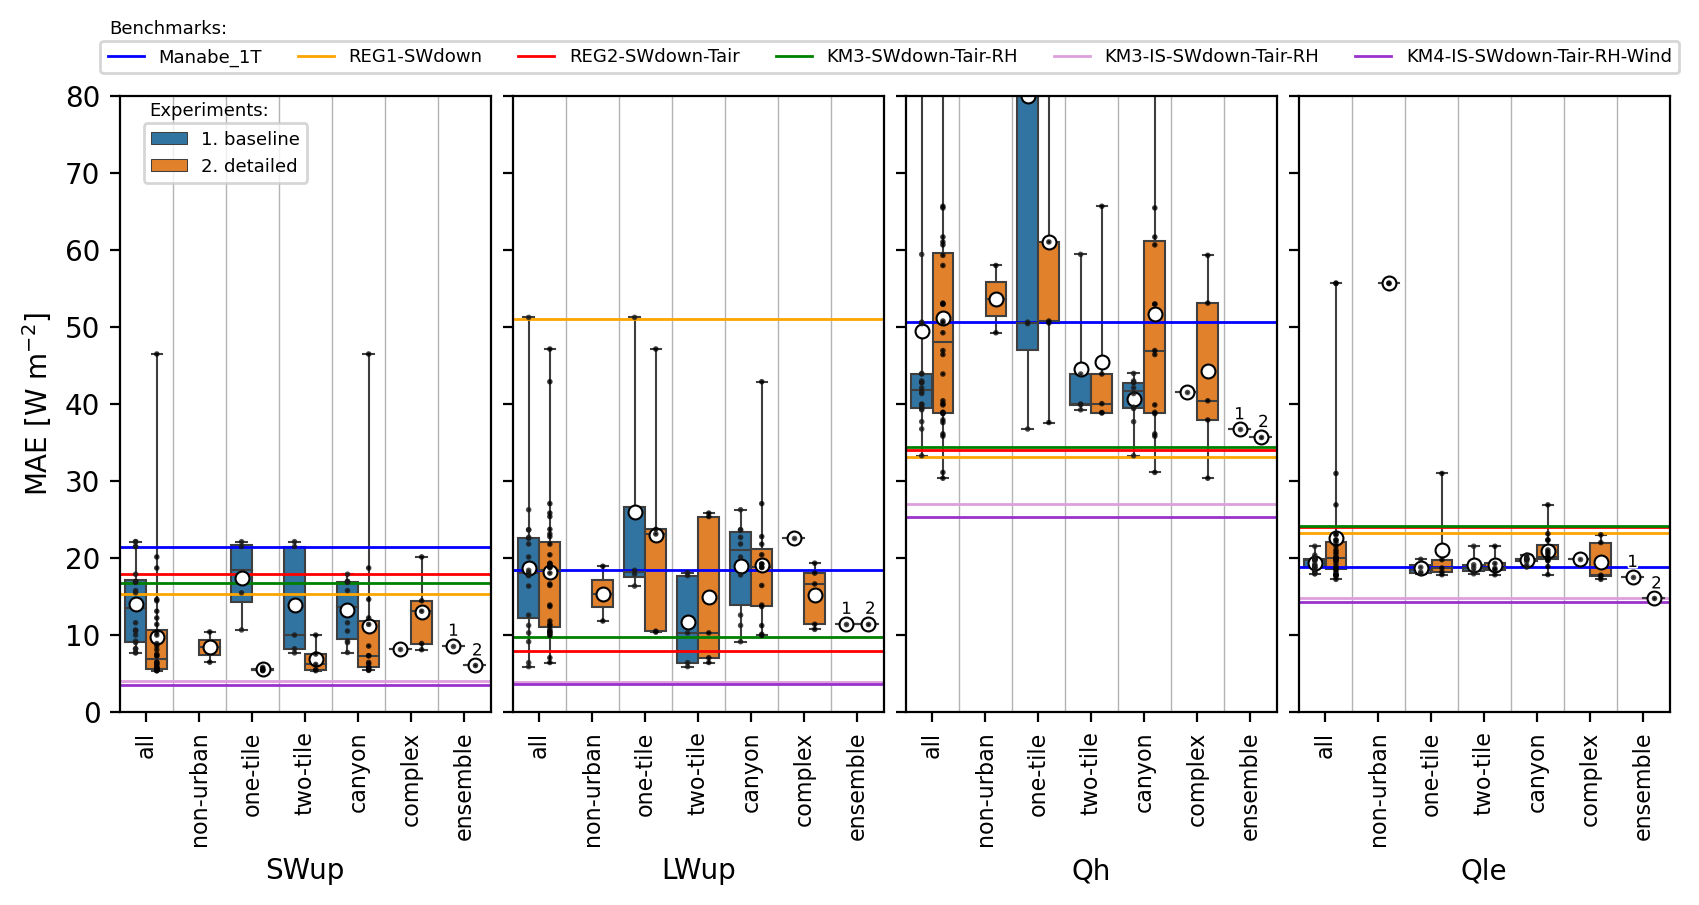 Benchmarks:
Manabe_1T REG1-SWdown REG2-SWdown-Tair KM3-SWdown-Tair-RH KM3-IS-SWdown-Tair-RH KM4-IS-SWdown-Tair-RH-Wind
Experiments:
1. baseline
2. detailed
MAE [W m⁻²]
80
70
60
50
40
30
20
10
0
1 2
1 2
1 2
1 2
all non-urban one-tile two-tile canyon complex ensemble
all non-urban one-tile two-tile canyon complex ensemble
all non-urban one-tile two-tile canyon complex ensemble
all non-urban one-tile two-tile canyon complex ensemble
SWup LWup Qh Qle